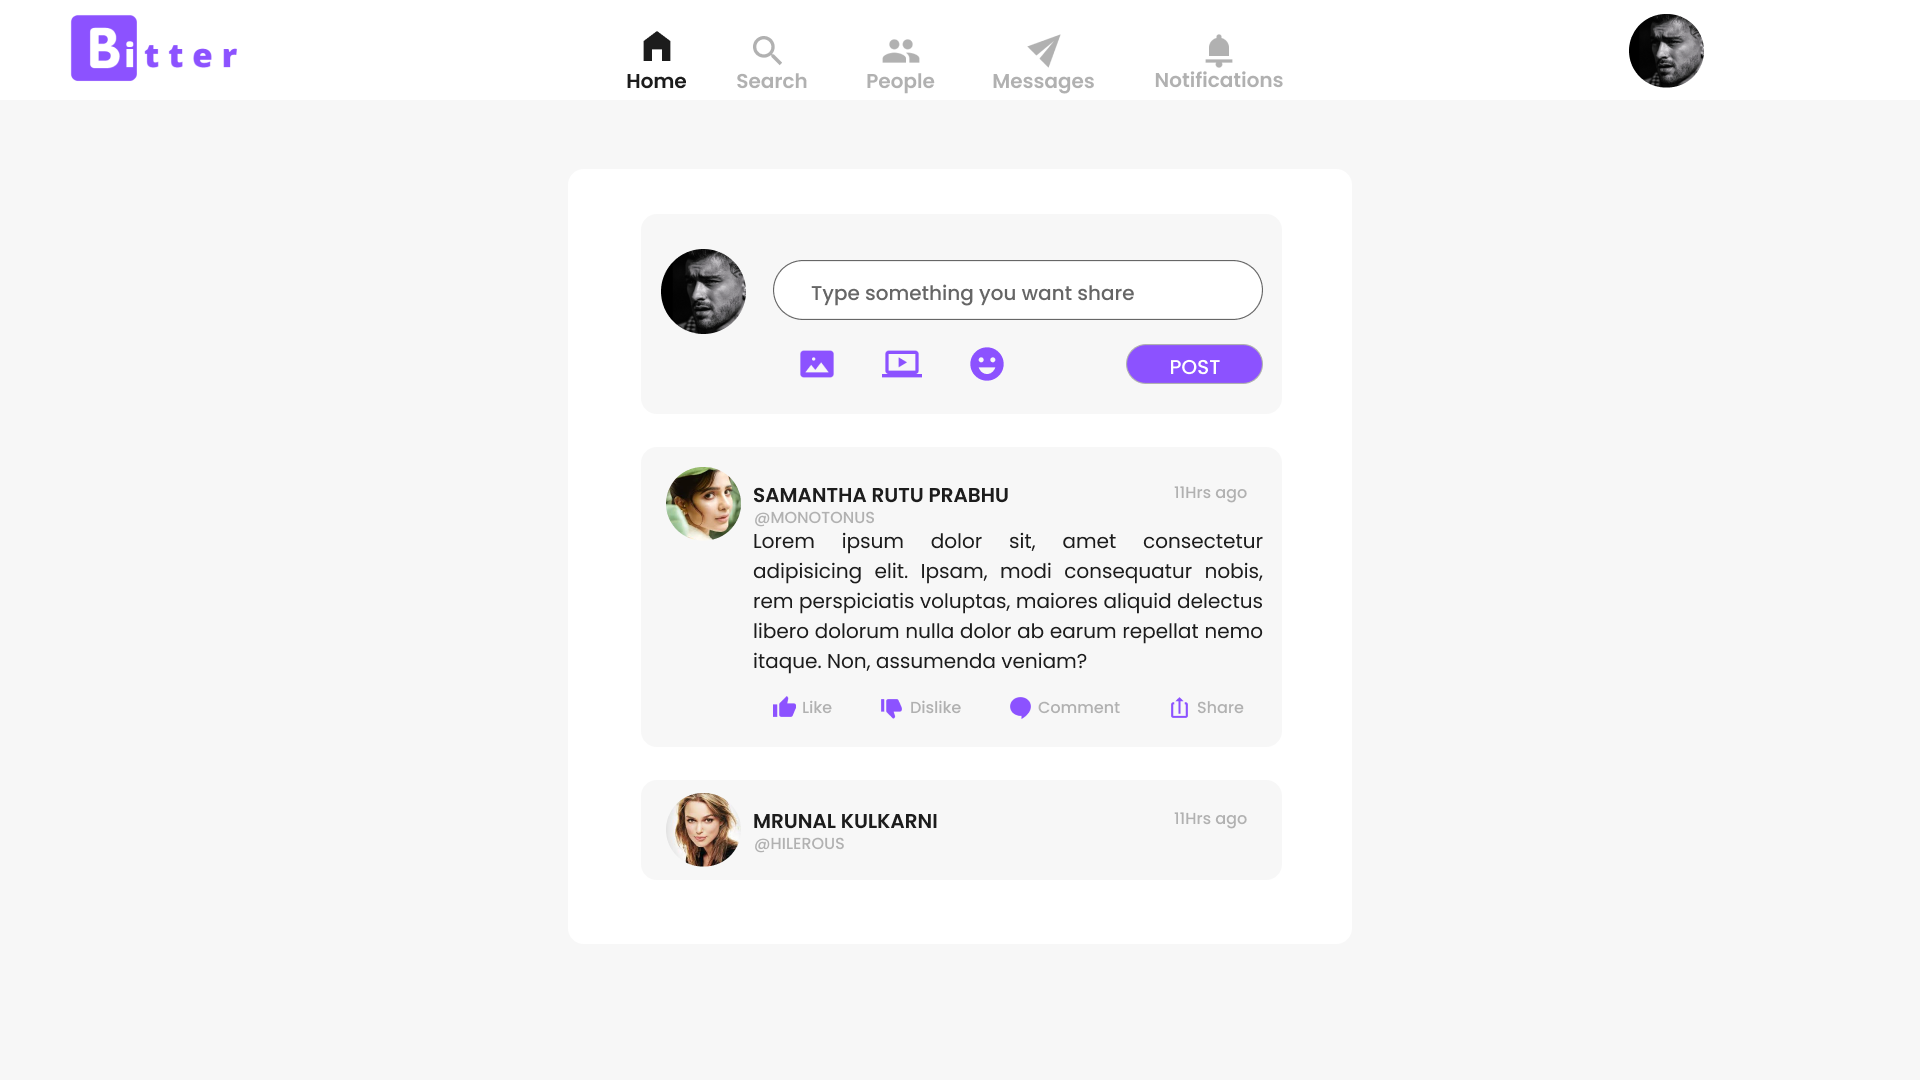 Bitter
Home Search People Messages Notifications
Type something you want share
POST
SAMANTHA RUTU PRABHU 11Hrs ago
@MONOTONUS
Lorem ipsum dolor sit, amet consectetur
adipisicing elit. Ipsam, modi consequatur nobis,
rem perspiciatis voluptas, maiores aliquid delectus
libero dolorum nulla dolor ab earum repellat nemo
itaque. Non, assumenda veniam?
Like Dislike Comment Share
MRUNAL KULKARNI 11Hrs ago
@HILEROUS